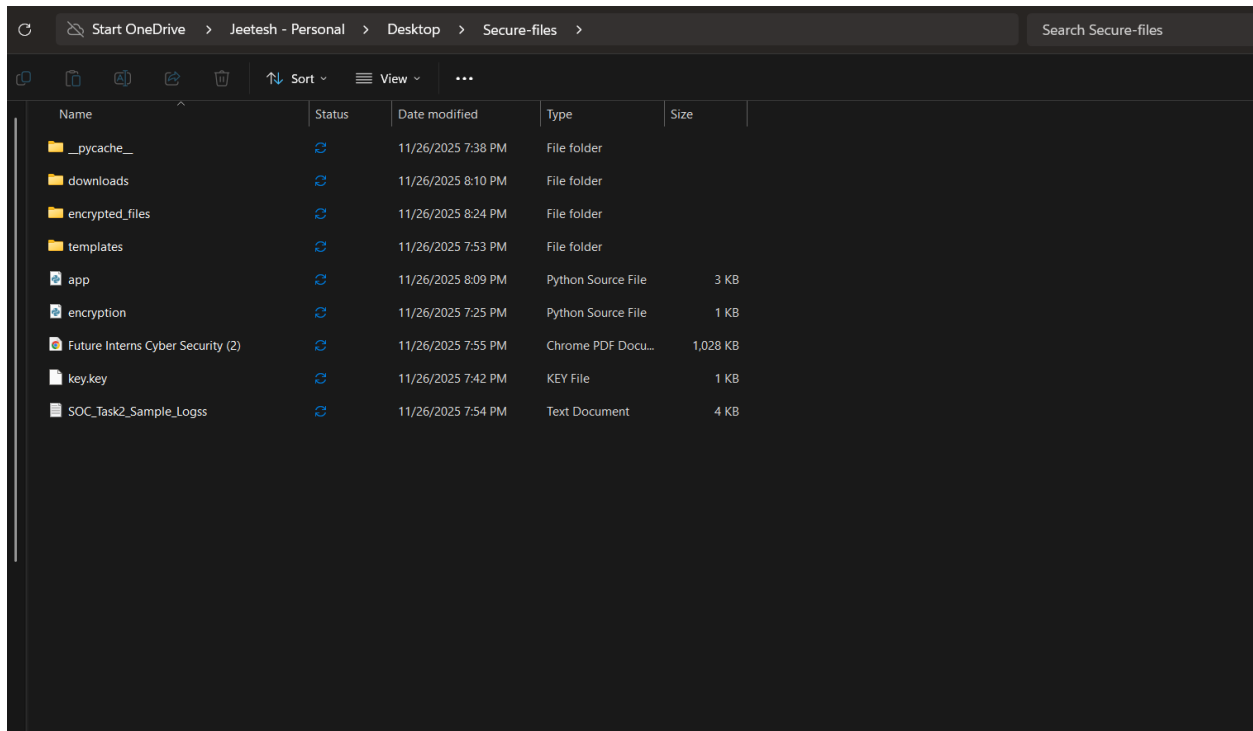 Start OneDrive > Jeetesh - Personal > Desktop > Secure-files > Search Secure-files
Sort View ...
Name Status Date modified Type Size
__pycache__ 11/26/2025 7:38 PM File folder
downloads 11/26/2025 8:10 PM File folder
encrypted_files 11/26/2025 8:24 PM File folder
templates 11/26/2025 7:53 PM File folder
app 11/26/2025 8:09 PM Python Source File 3 KB
encryption 11/26/2025 7:25 PM Python Source File 1 KB
Future Interns Cyber Security (2) 11/26/2025 7:55 PM Chrome PDF Docu... 1,028 KB
key.key 11/26/2025 7:42 PM KEY File 1 KB
SOC_Task2_Sample_Logss 11/26/2025 7:54 PM Text Document 4 KB